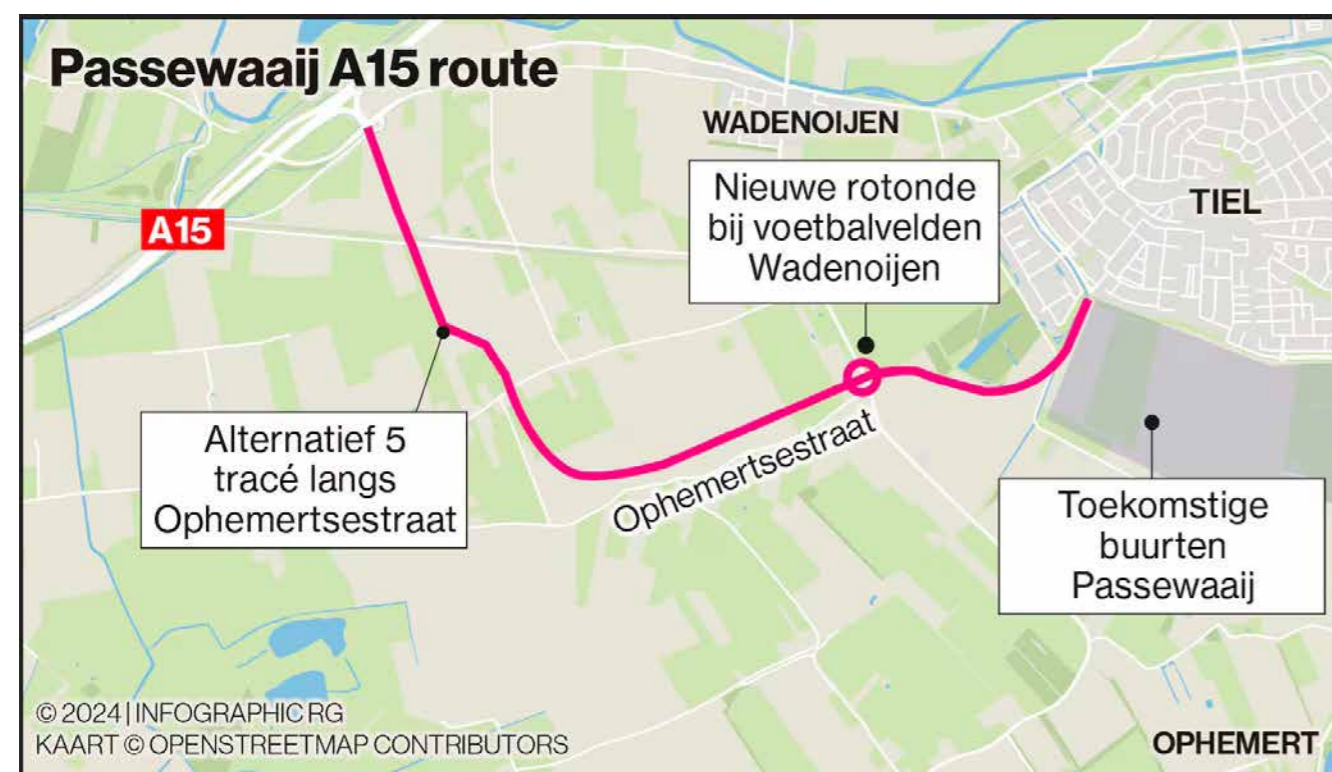 Passewaaij A15 route
WADENOIJEN
Nieuwe rotonde
bij voetbalvelden
Wadenoijen
TIEL
A15
Alternatief 5
tracé langs
Ophemertsestraat
Ophemertsestraat
Toekomstige
buurten
Passewaaij
© 2024 | INFOGRAPHIC RG
KAART © OPENSTREETMAP CONTRIBUTORS
OPHEMERT